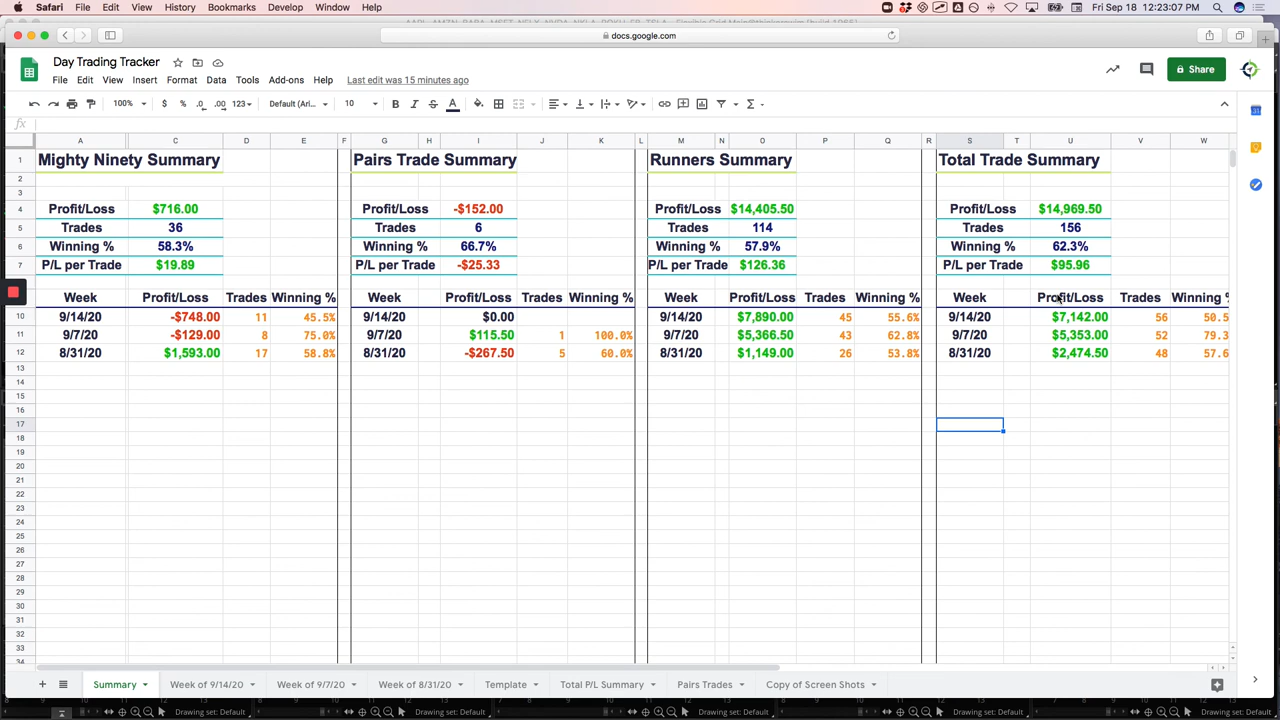 Safari File Edit View History Bookmarks Develop Window Help Fri Sep 18 12:23:07 PM
docs.google.com
Day Trading Tracker
File Edit View Insert Format Data Tools Add-ons Help Last edit was 15 minutes ago
Share
100% $ % .0 .00 123 Default (Ari... 10 B I S A
fx
A C D E F G H I J K L M N O P Q R S T U V W
1 Mighty Ninety Summary Pairs Trade Summary Runners Summary Total Trade Summary
2
3
4 Profit/Loss $716.00 Profit/Loss -$152.00 Profit/Loss $14,405.50 Profit/Loss $14,969.50
5 Trades 36 Trades 6 Trades 114 Trades 156
6 Winning % 58.3% Winning % 66.7% Winning % 57.9% Winning % 62.3%
7 P/L per Trade $19.89 P/L per Trade -$25.33 P/L per Trade $126.36 P/L per Trade $95.96
Week Profit/Loss Trades Winning % Week Profit/Loss Trades Winning % Week Profit/Loss Trades Winning % Week Profit/Loss Trades Winning %
10 9/14/20 -$748.00 11 45.5% 9/14/20 $0.00 9/14/20 $7,890.00 45 55.6% 9/14/20 $7,142.00 56 50.5
11 9/7/20 -$129.00 8 75.0% 9/7/20 $115.50 1 100.0% 9/7/20 $5,366.50 43 62.8% 9/7/20 $5,353.00 52 79.3
12 8/31/20 $1,593.00 17 58.8% 8/31/20 -$267.50 5 60.0% 8/31/20 $1,149.00 26 53.8% 8/31/20 $2,474.50 48 57.6
13
14
15
16
17
18
19
20
21
22
23
24
25
26
27
28
29
30
31
32
33
34
Summary Week of 9/14/20 Week of 9/7/20 Week of 8/31/20 Template Total P/L Summary Pairs Trades Copy of Screen Shots
Drawing set: Default Drawing set: Default Drawing set: Default Drawing set: Default Drawing set: Default Drawing set: Default